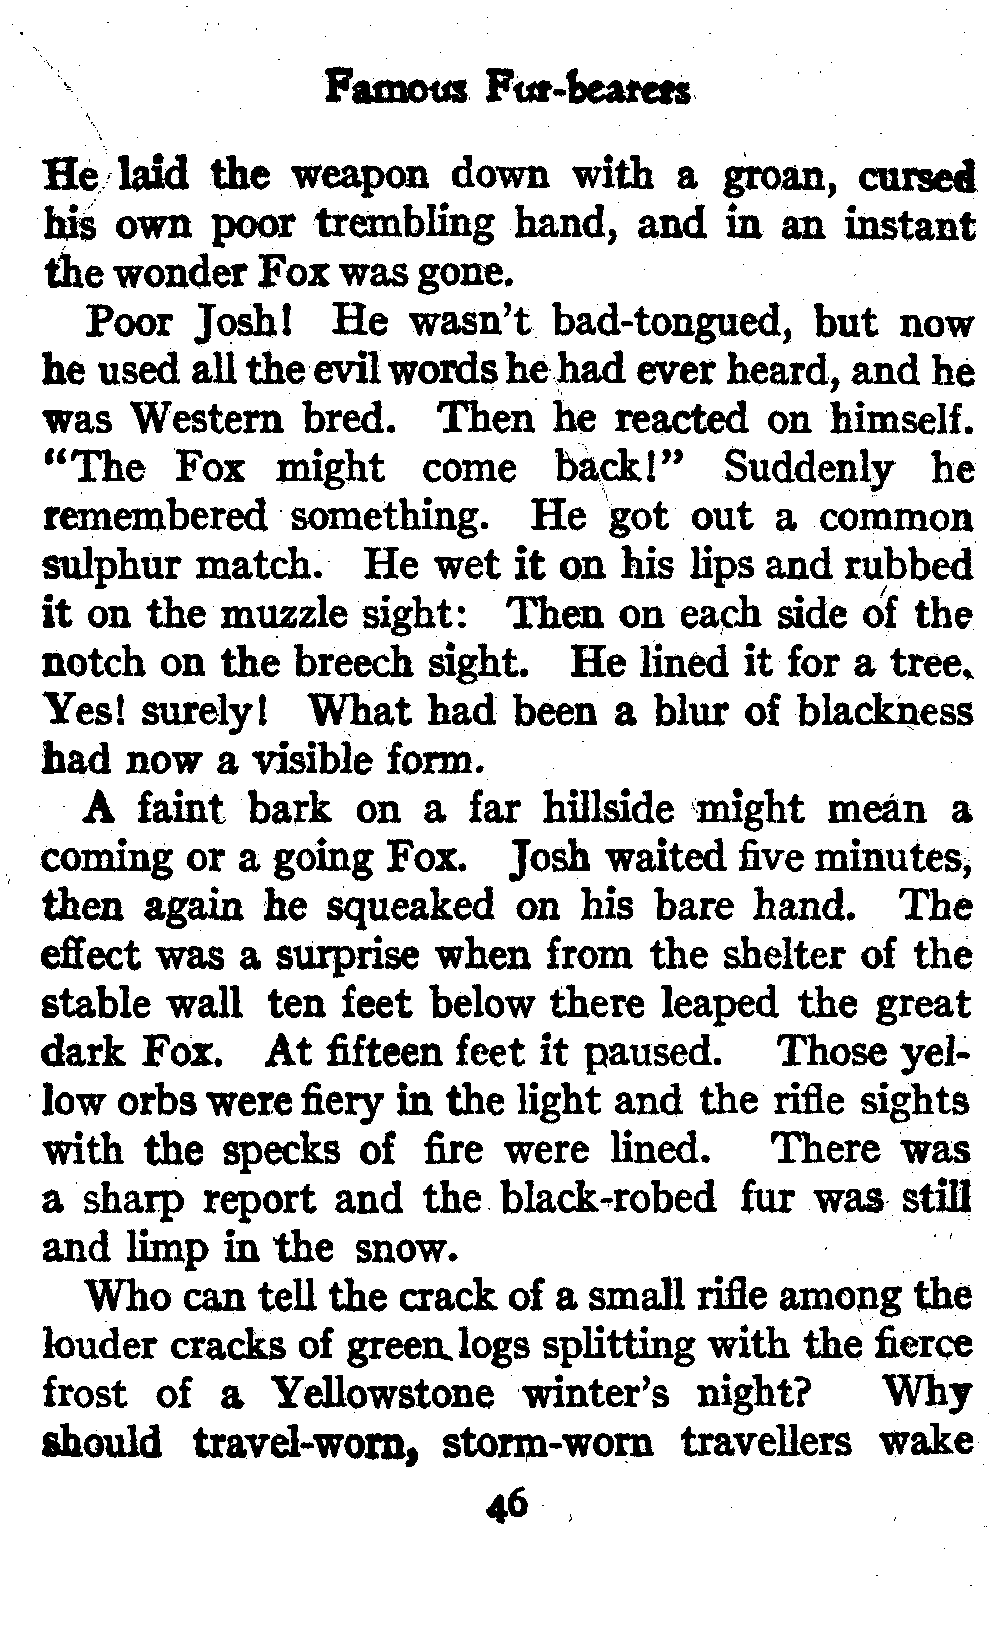 Famous Fur-bearers
He laid the weapon down with a groan, cursed
his own poor trembling hand, and in an instant
the wonder Fox was gone.
Poor Josh! He wasn't bad-tongued, but now
he used all the evil words he had ever heard, and he
was Western bred. Then he reacted on himself.
"The Fox might come back!" Suddenly he
remembered something. He got out a common
sulphur match. He wet it on his lips and rubbed
it on the muzzle sight: Then on each side of the
notch on the breech sight. He lined it for a tree.
Yes! surely! What had been a blur of blackness
had now a visible form.
A faint bark on a far hillside might mean a
coming or a going Fox. Josh waited five minutes,
then again he squeaked on his bare hand. The
effect was a surprise when from the shelter of the
stable wall ten feet below there leaped the great
dark Fox. At fifteen feet it paused. Those yel-
low orbs were fiery in the light and the rifle sights
with the specks of fire were lined. There was
a sharp report and the black-robed fur was still
and limp in the snow.
Who can tell the crack of a small rifle among the
louder cracks of green logs splitting with the fierce
frost of a Yellowstone winter's night? Why
should travel-worn, storm-worn travellers wake
46